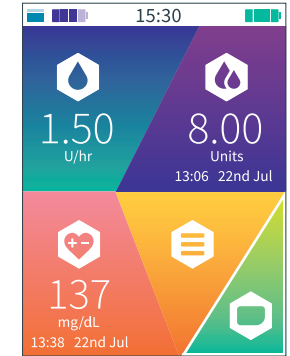 15:30
1.50
U/hr
8.00
Units
13:06 22nd Jul
137
mg/dL
13:38 22nd Jul